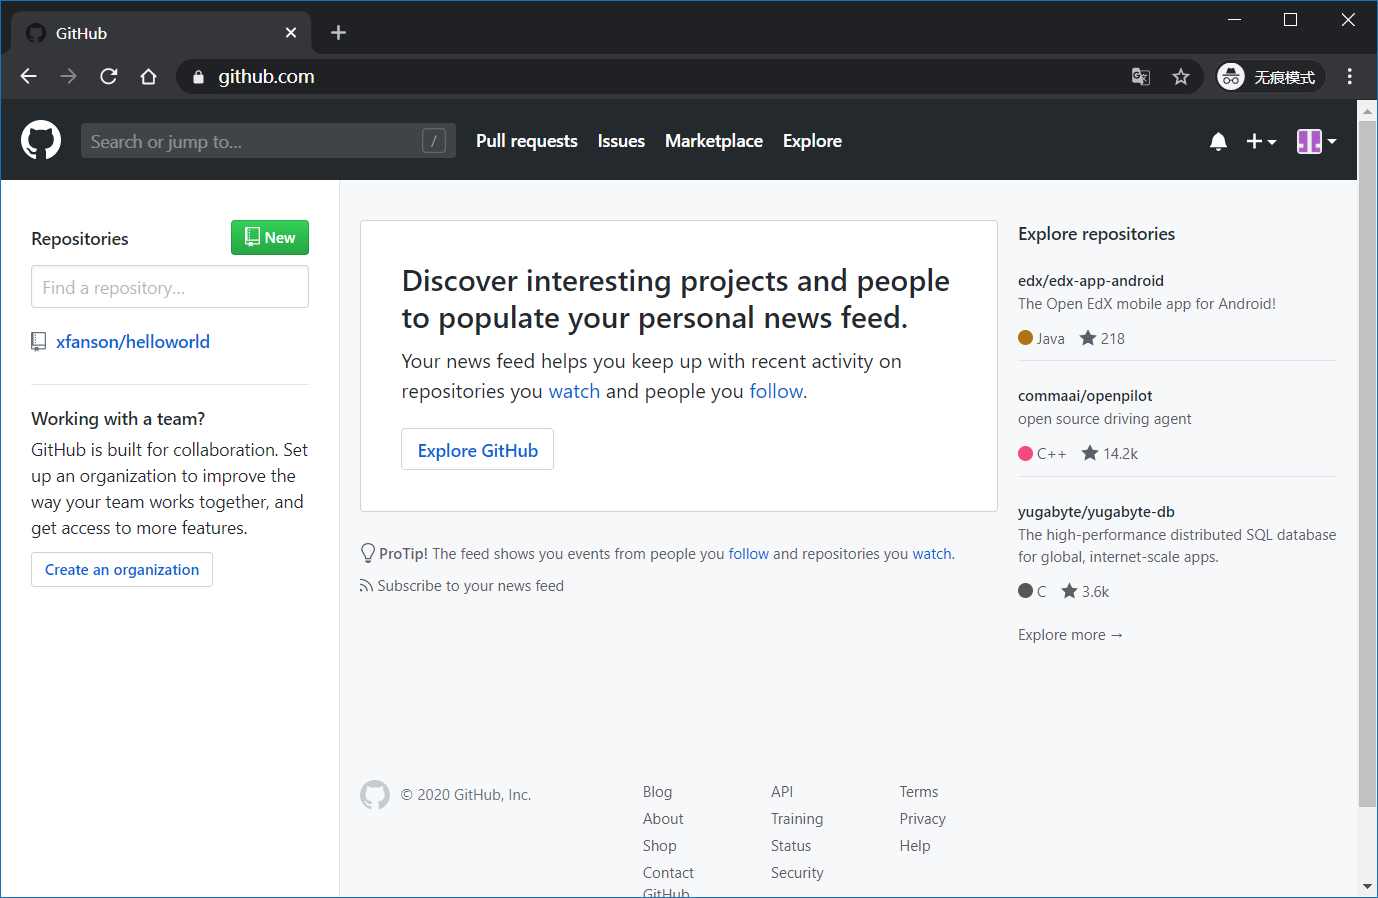 GitHub
github.com
无痕模式
Search or jump to...
/
Pull requests
Issues
Marketplace
Explore
Repositories
New
Find a repository...
xfanson/helloworld
Working with a team?
GitHub is built for collaboration. Set
up an organization to improve the
way your team works together, and
get access to more features.
Create an organization
Discover interesting projects and people
to populate your personal news feed.
Your news feed helps you keep up with recent activity on
repositories you watch and people you follow.
Explore GitHub
ProTip! The feed shows you events from people you follow and repositories you watch.
Subscribe to your news feed
Explore repositories
edx/edx-app-android
The Open EdX mobile app for Android!
Java 218
commaai/openpilot
open source driving agent
C++ 14.2k
yugabyte/yugabyte-db
The high-performance distributed SQL database
for global, internet-scale apps.
C 3.6k
Explore more →
© 2020 GitHub, Inc.
Blog
About
Shop
Contact
GitHub
API
Training
Status
Security
Terms
Privacy
Help